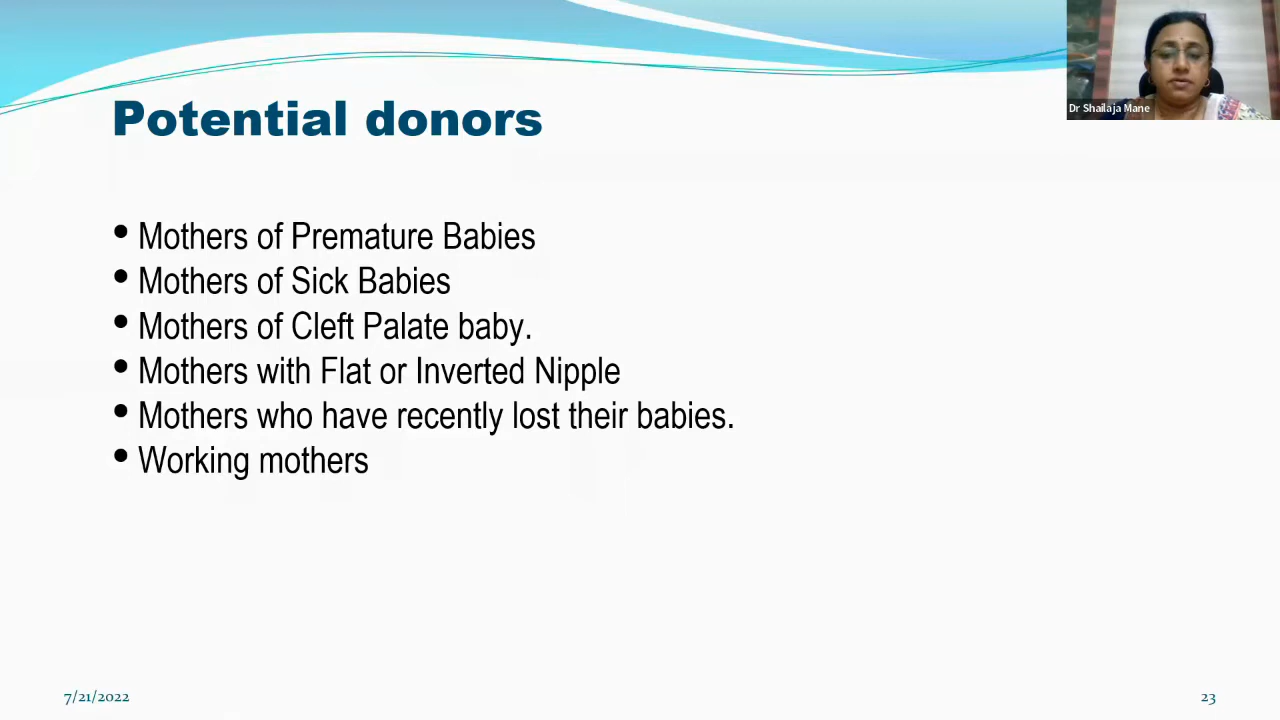 Dr Shailaja Mane
Potential donors
• Mothers of Premature Babies
• Mothers of Sick Babies
• Mothers of Cleft Palate baby.
• Mothers with Flat or Inverted Nipple
• Mothers who have recently lost their babies.
• Working mothers
7/21/2022
23